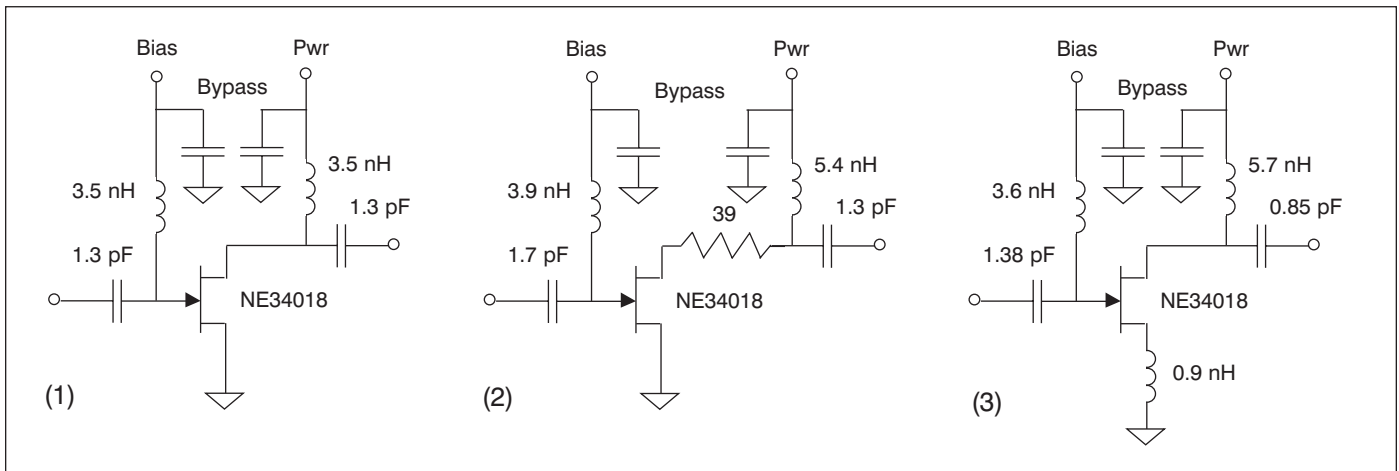 Bias
Pwr
Bypass
3.5 nH
3.5 nH
1.3 pF
1.3 pF
NE34018
(1)
Bias
Pwr
Bypass
3.9 nH
5.4 nH
39
1.3 pF
1.7 pF
NE34018
(2)
Bias
Pwr
Bypass
3.6 nH
5.7 nH
0.85 pF
1.38 pF
NE34018
0.9 nH
(3)